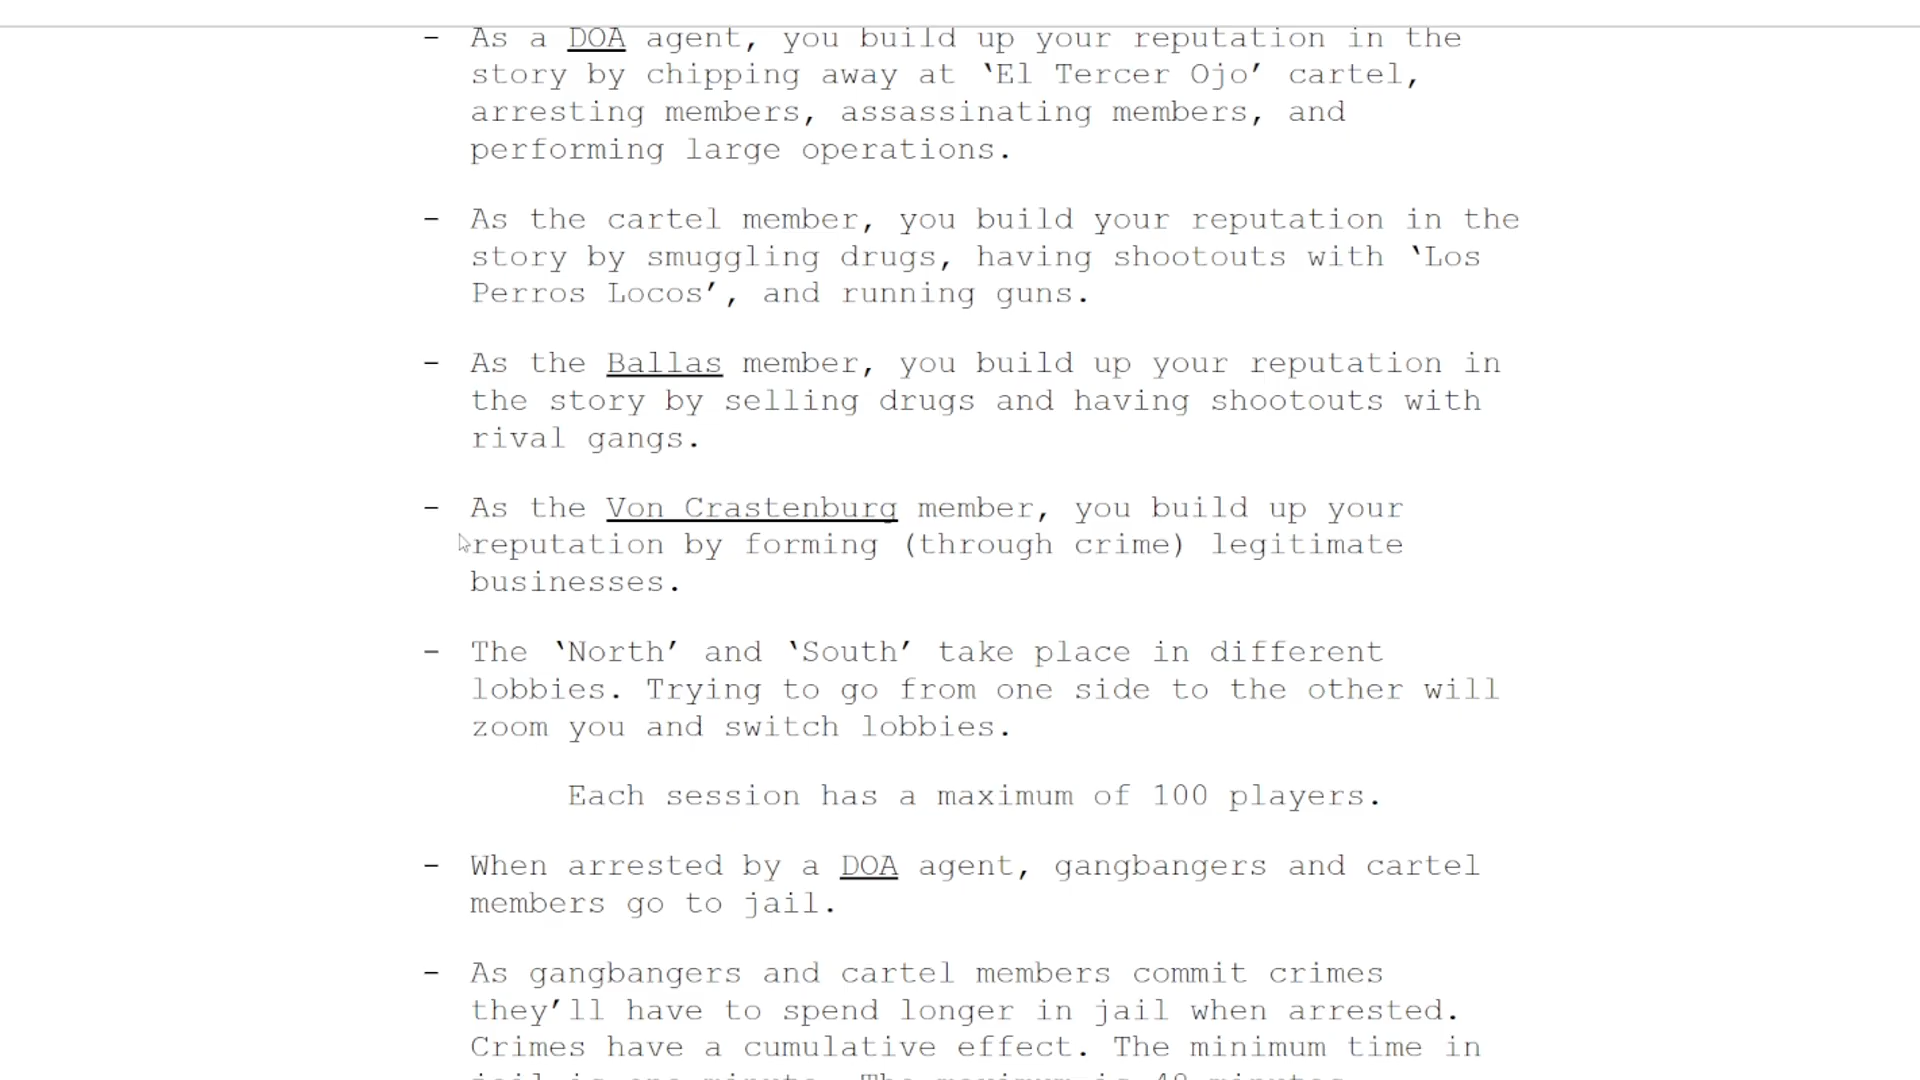 - As a DOA agent, you build up your reputation in the
story by chipping away at ‘El Tercer Ojo’ cartel,
arresting members, assassinating members, and
performing large operations.
- As the cartel member, you build your reputation in the
story by smuggling drugs, having shootouts with ‘Los
Perros Locos’, and running guns.
- As the Ballas member, you build up your reputation in
the story by selling drugs and having shootouts with
rival gangs.
- As the Von Crastenburg member, you build up your
reputation by forming (through crime) legitimate
businesses.
- The ‘North’ and ‘South’ take place in different
lobbies. Trying to go from one side to the other will
zoom you and switch lobbies.
Each session has a maximum of 100 players.
- When arrested by a DOA agent, gangbangers and cartel
members go to jail.
- As gangbangers and cartel members commit crimes
they’ll have to spend longer in jail when arrested.
Crimes have a cumulative effect. The minimum time in
jail is one minute. The maximum is